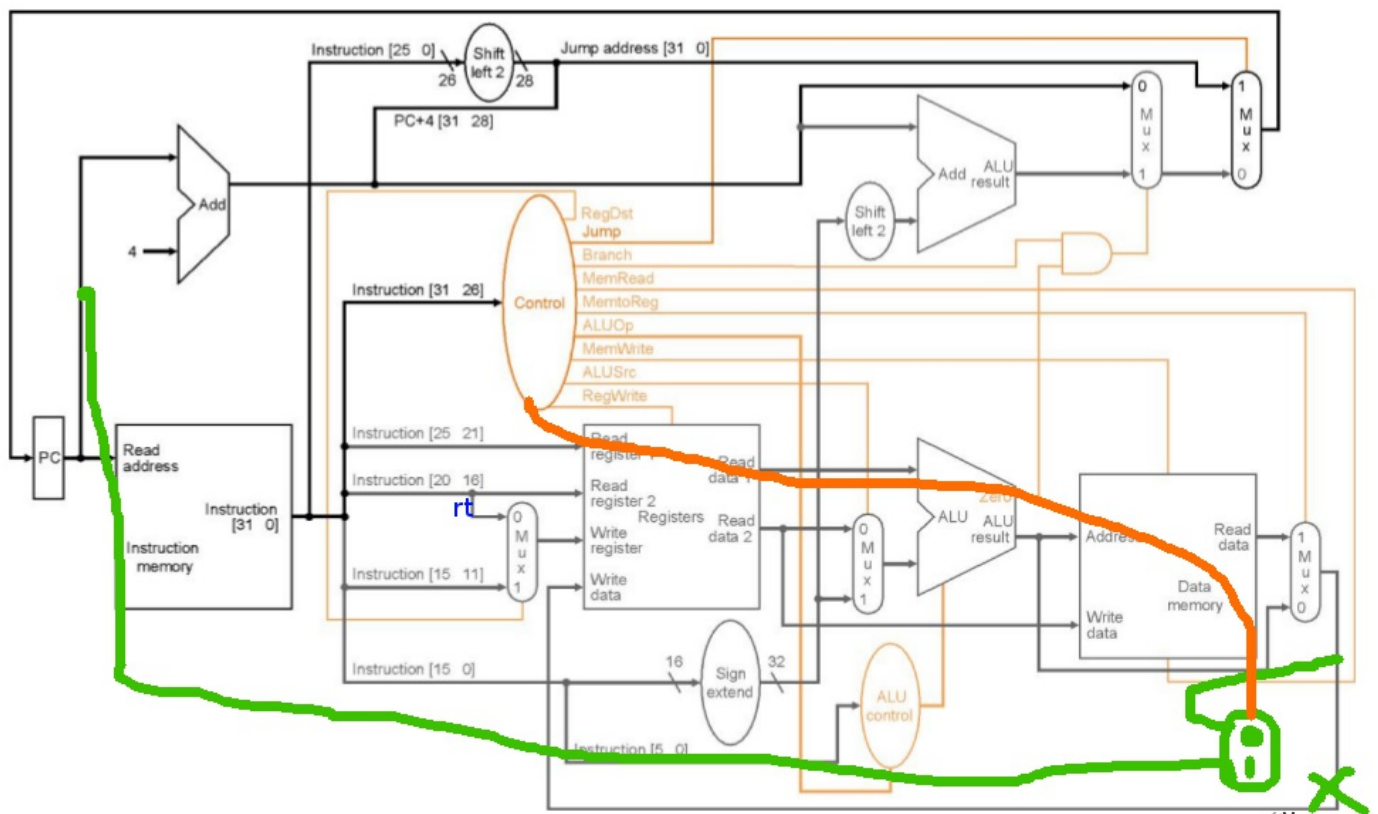 Instruction [25 0]
26
Shift
left 2
28
Jump address [31 0]
PC+4 [31 28]
Add
4
0
M
u
x
1
1
M
u
x
0
Add
ALU
result
Shift
left 2
RegDst
Jump
Branch
MemRead
MemtoReg
ALUOp
MemWrite
ALUSrc
RegWrite
Control
Instruction [31 26]
PC
Read
address
Instruction
[31 0]
Instruction
memory
Instruction [25 21]
Instruction [20 16]
rt
0
M
u
x
1
Instruction [15 11]
Instruction [15 0]
Instruction [5 0]
Read
register 1
Read
register 2
Write
register
Write
data
Registers
Read
data 1
Read
data 2
0
M
u
x
1
Zero
ALU
ALU
result
Address
Read
data
Data
memory
Write
data
1
M
u
x
0
16
Sign
extend
32
ALU
control
X